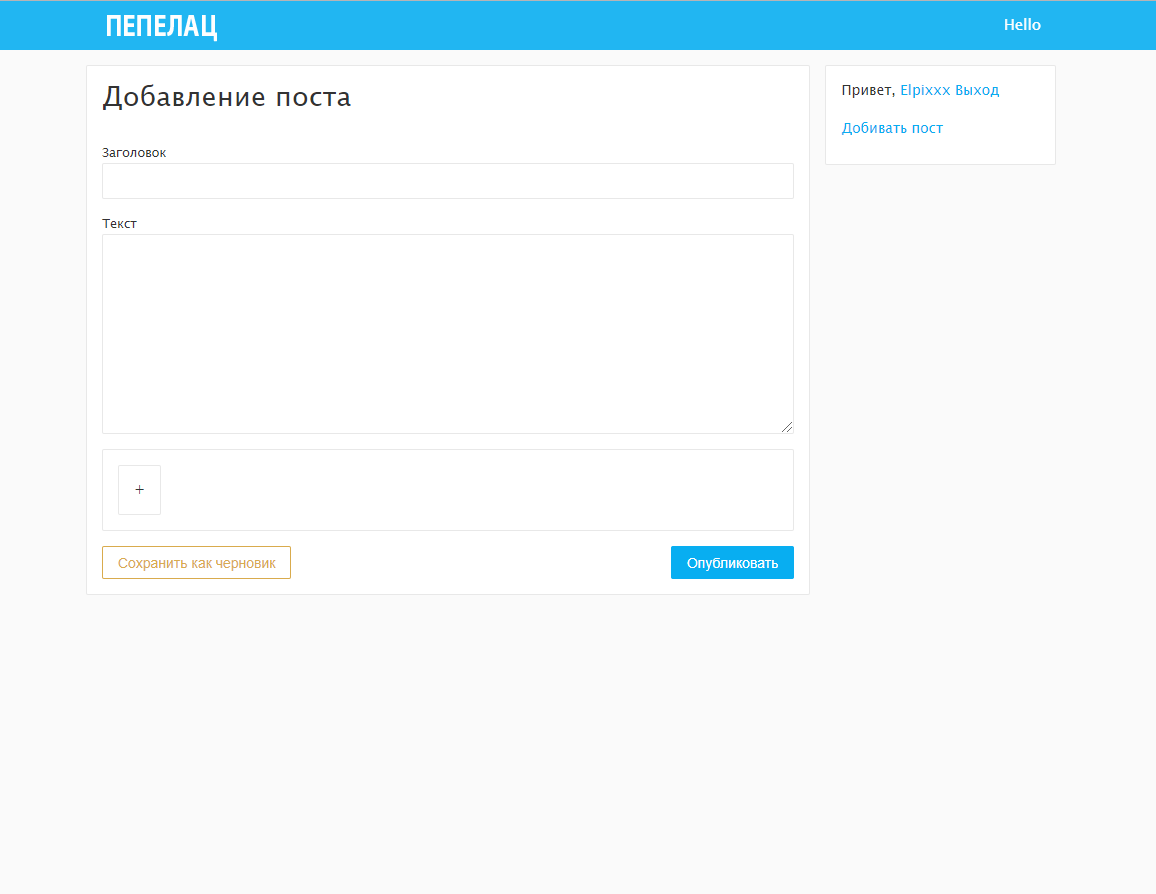 ПЕПЕЛАЦ
Hello
Добавление поста
Заголовок
Текст
+
Сохранить как черновик
Опубликовать
Привет, Elpixxx Выход
Добивать пост